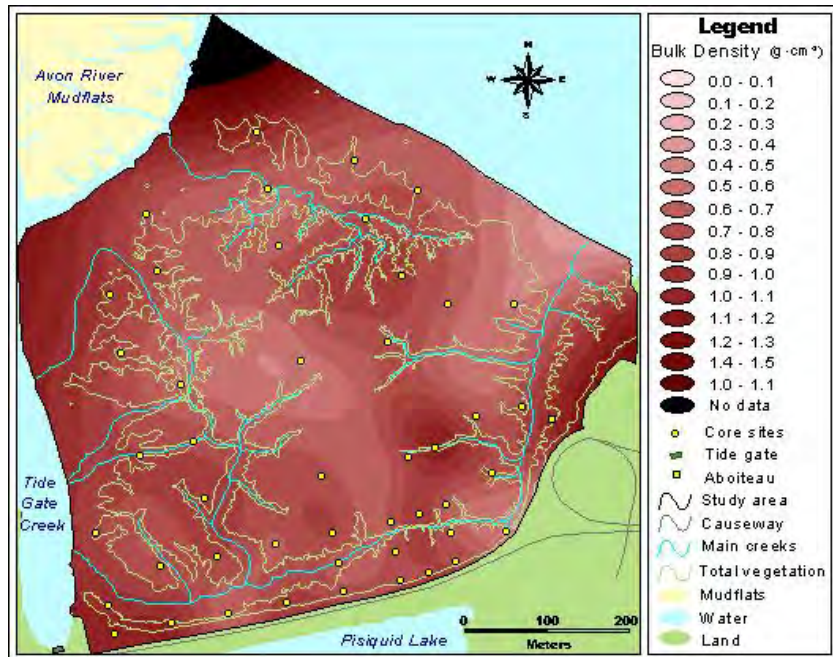 Avon River
Mudflats
N
W E
S
Tide
Gate
Creek
Pisiquid Lake
0 100 200
Meters
Legend
Bulk Density (g·cm⁻³)
0.0 - 0.1
0.1 - 0.2
0.2 - 0.3
0.3 - 0.4
0.4 - 0.5
0.5 - 0.6
0.6 - 0.7
0.7 - 0.8
0.8 - 0.9
0.9 - 1.0
1.0 - 1.1
1.1 - 1.2
1.2 - 1.3
1.4 - 1.5
1.0 - 1.1
No data
Core sites
Tide gate
Aboiteau
Study area
Causeway
Main creeks
Total vegetation
Mudflats
Water
Land